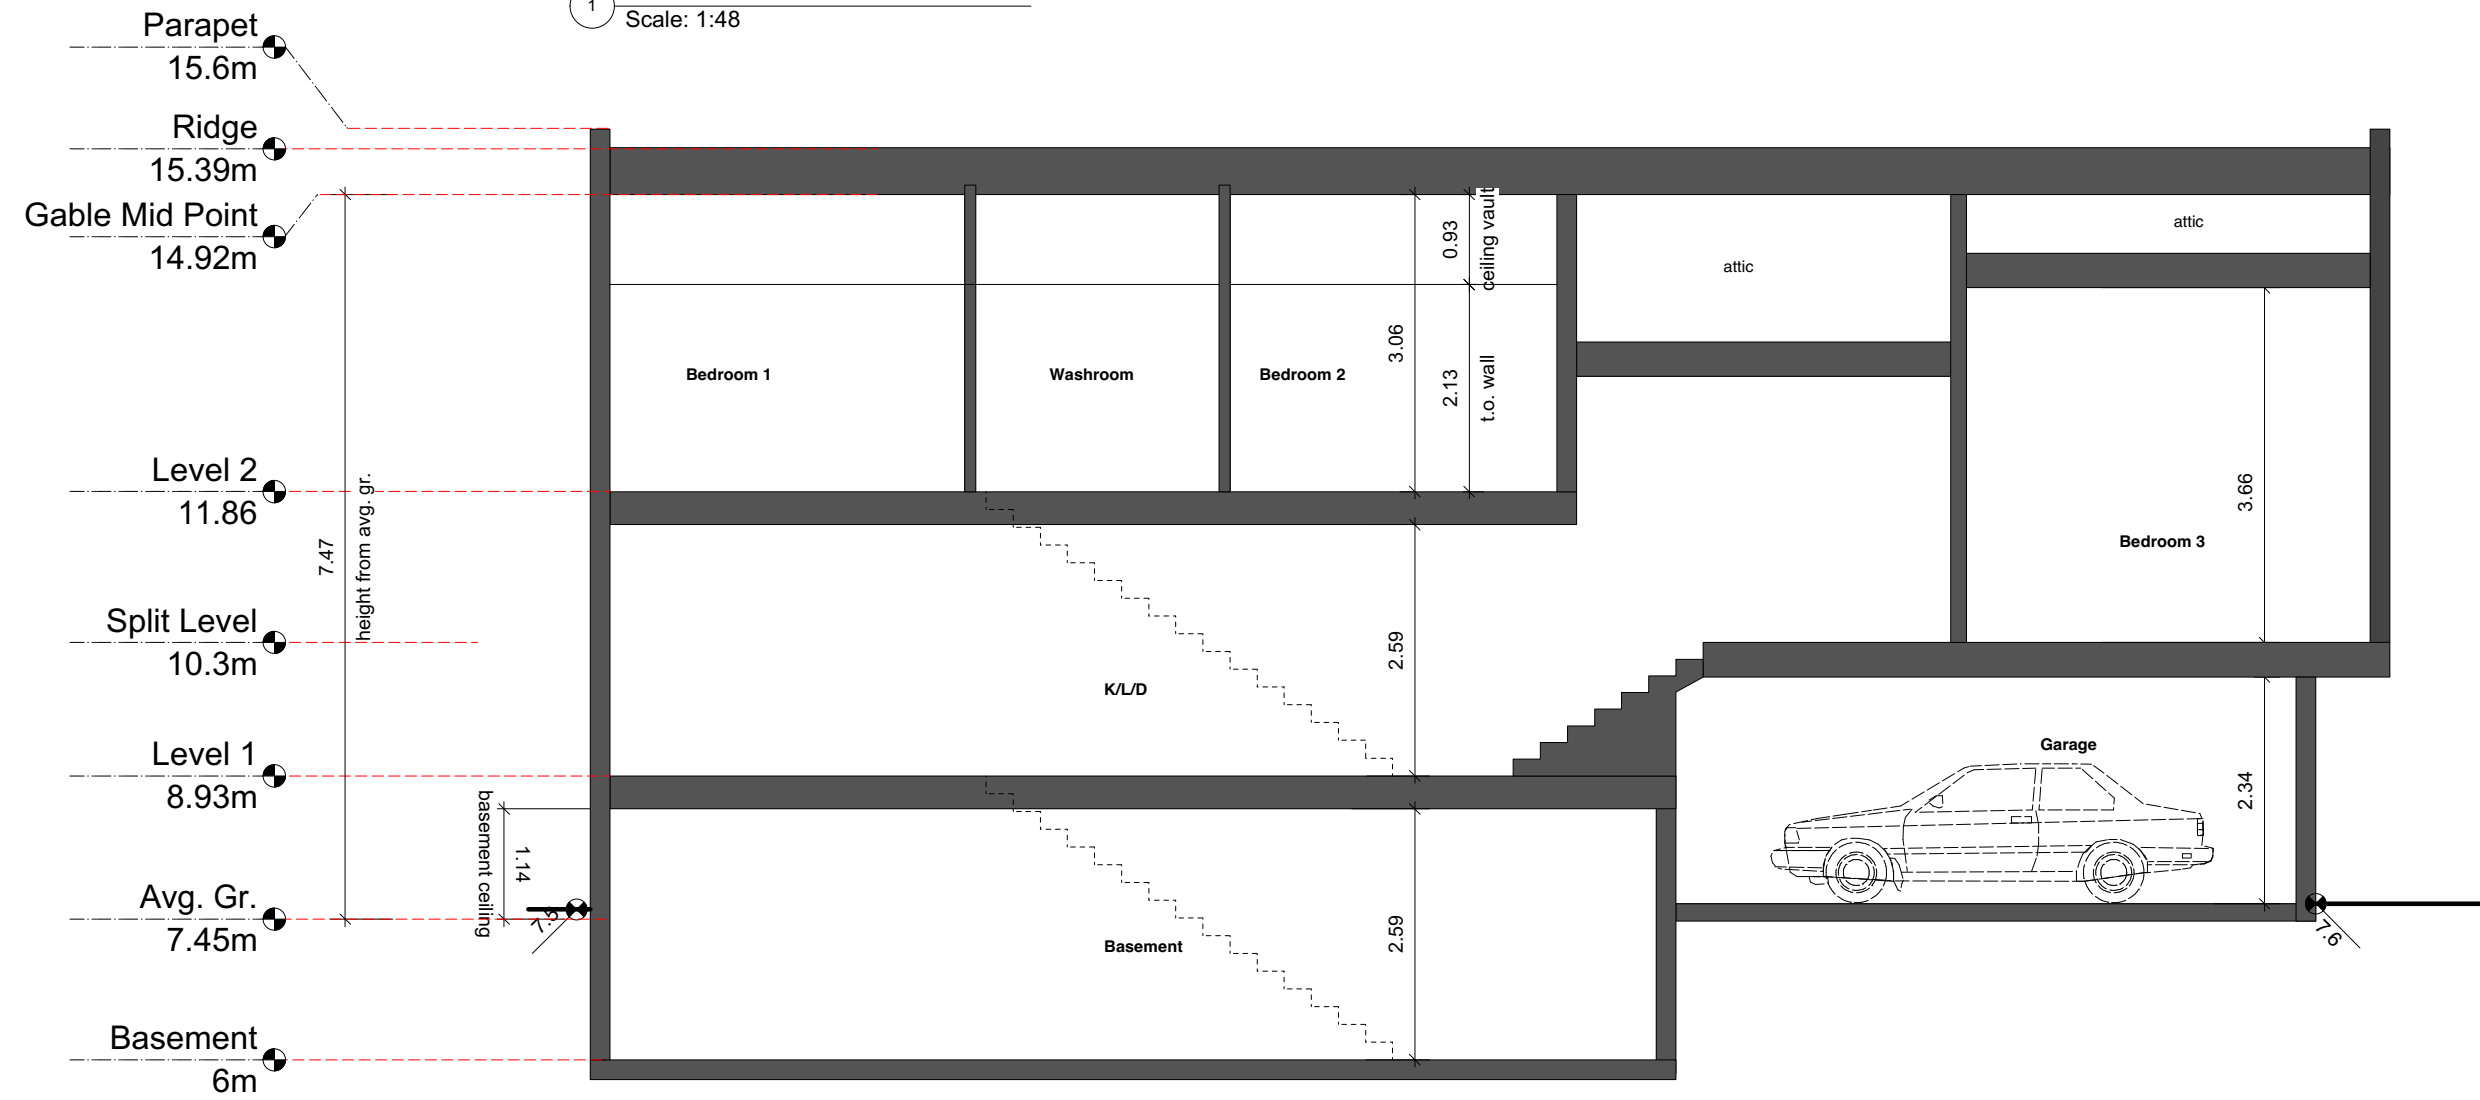 1
Scale: 1:48
Parapet
15.6m
Ridge
15.39m
Gable Mid Point
14.92m
Level 2
11.86
Split Level
10.3m
Level 1
8.93m
Avg. Gr.
7.45m
Basement
6m
7.47
height from avg. gr.
basement ceiling
1.14
7.5
Bedroom 1
Washroom
Bedroom 2
3.06
0.93
ceiling vault
2.13
t.o. wall
attic
attic
3.66
Bedroom 3
2.59
K/L/D
Garage
2.34
Basement
2.59
7.6